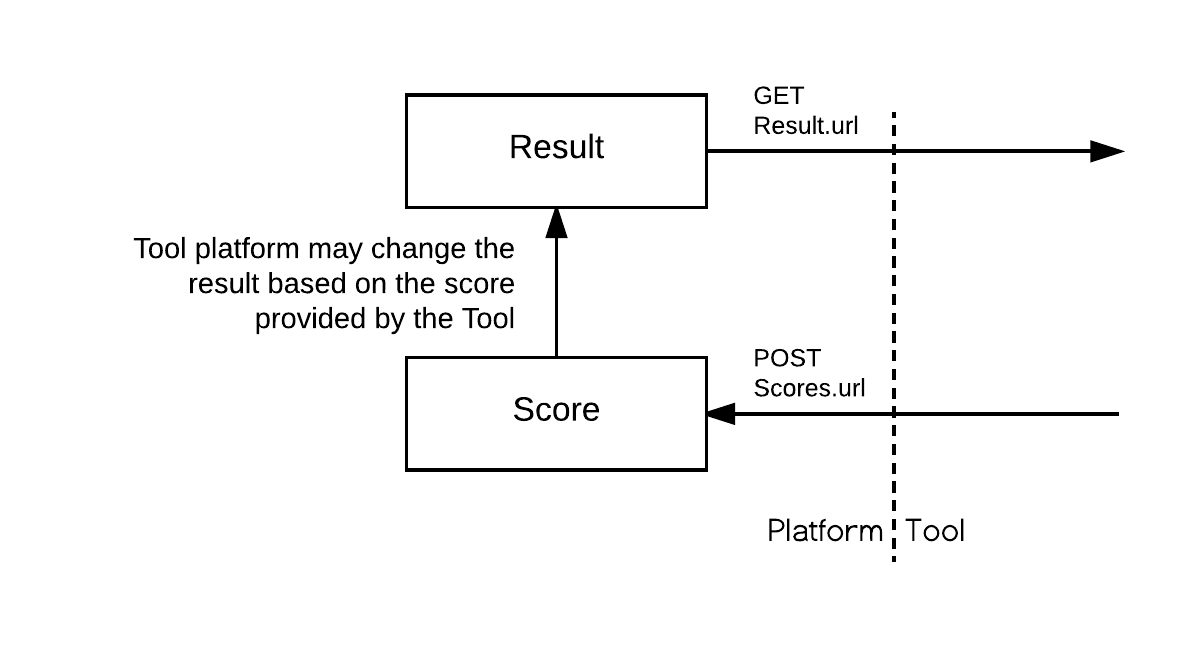 GET
Result.url
Result
Tool platform may change the
result based on the score
provided by the Tool
POST
Scores.url
Score
Platform
Tool